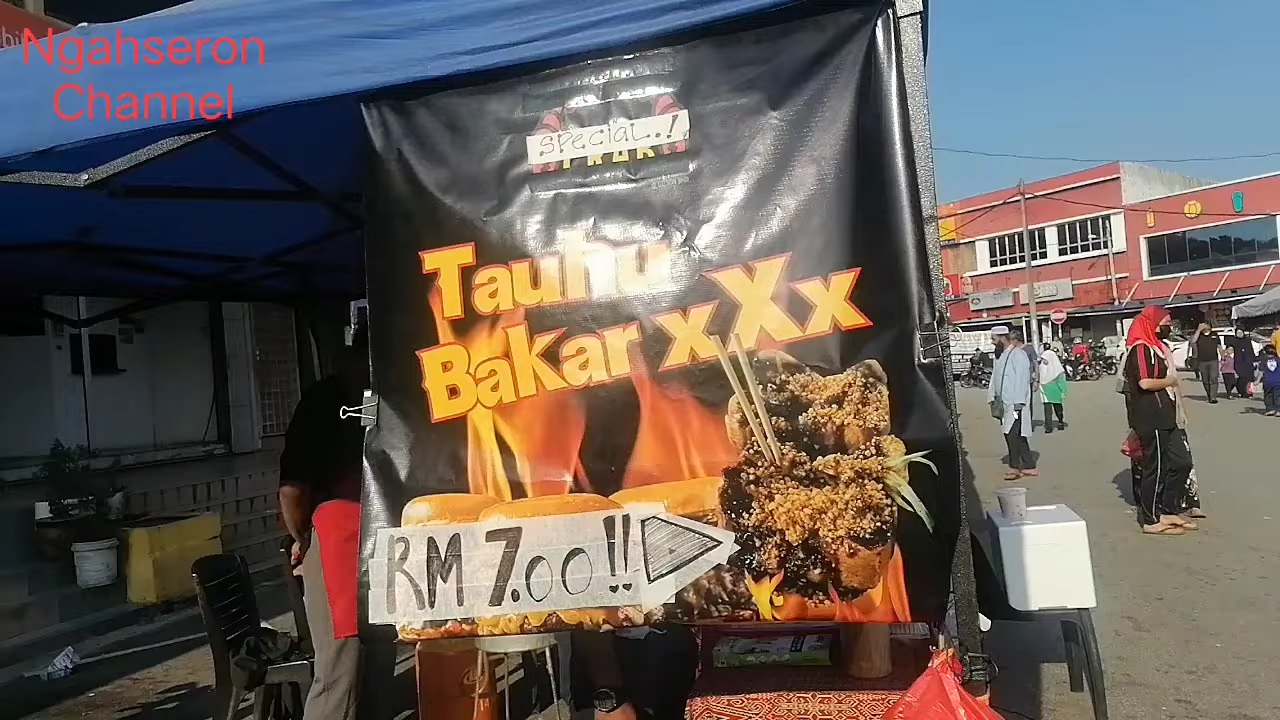 Ngahseron
Channel
SPECIAL.!
Tauhu
Bakar xXx
RM 7.00!!